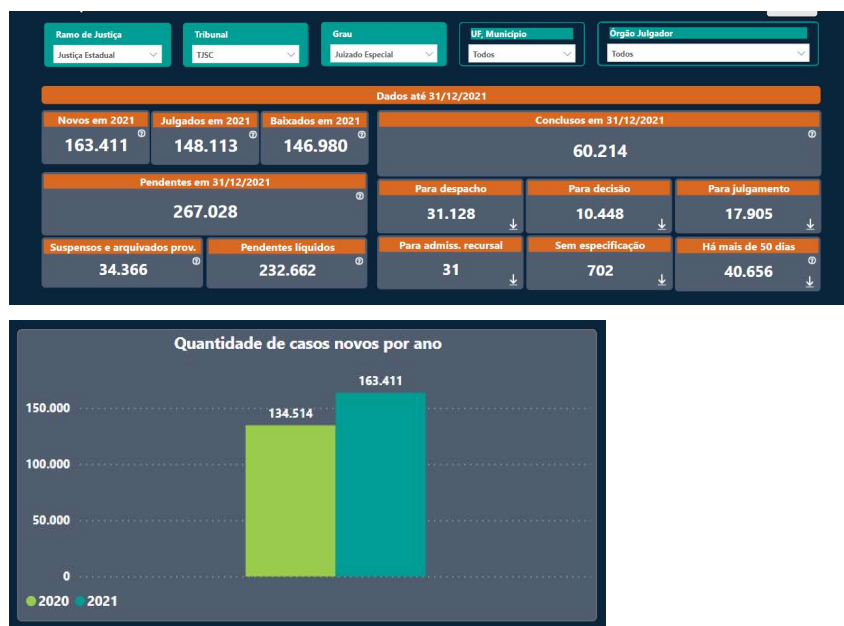 Ramo de Justiça
Justiça Estadual
Tribunal
TJSC
Grau
Juizado Especial
UF, Município
Todos
Órgão Julgador
Todos
Dados até 31/12/2021
Novos em 2021
163.411
Julgados em 2021
148.113
Baixados em 2021
146.980
Conclusos em 31/12/2021
60.214
Pendentes em 31/12/2021
267.028
Para despacho
31.128
Para decisão
10.448
Para julgamento
17.905
Suspensos e arquivados prov.
34.366
Pendentes líquidos
232.662
Para admiss. recursal
31
Sem especificação
702
Há mais de 50 dias
40.656
Quantidade de casos novos por ano
163.411
150.000
134.514
100.000
50.000
0
2020 2021